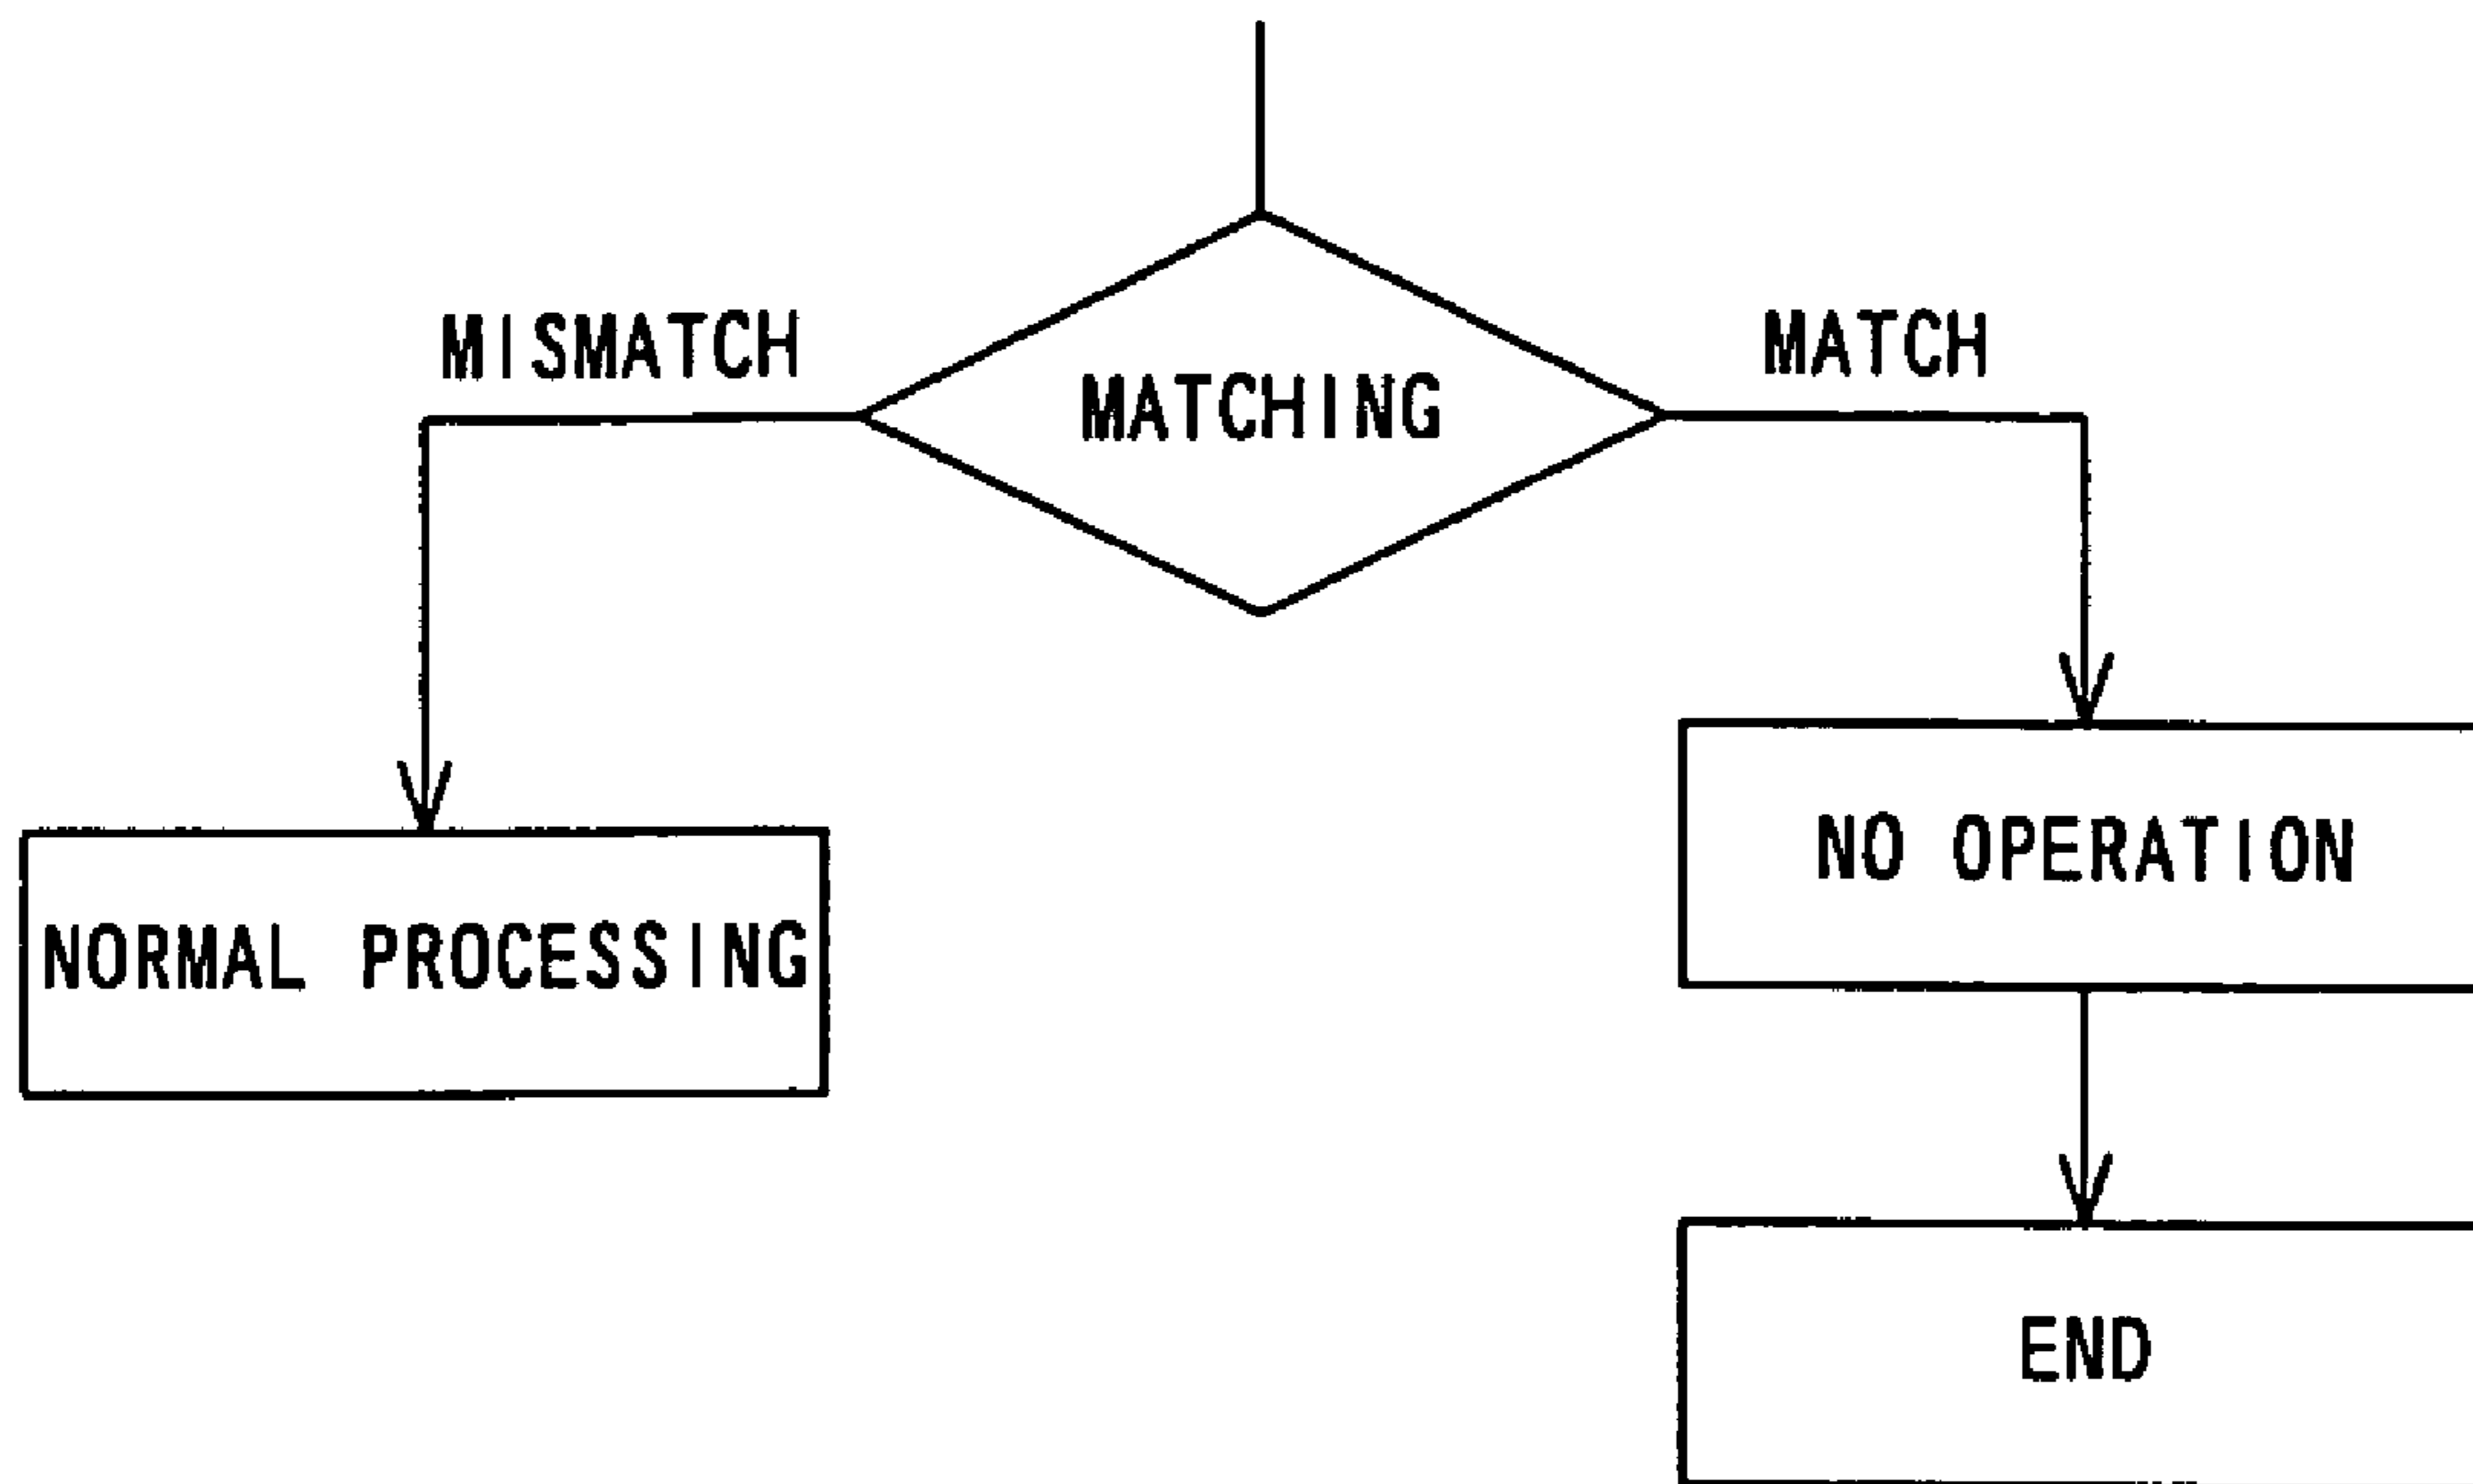 MISMATCH
MATCH
MATCHING
NO OPERATION
NORMAL PROCESSING
END